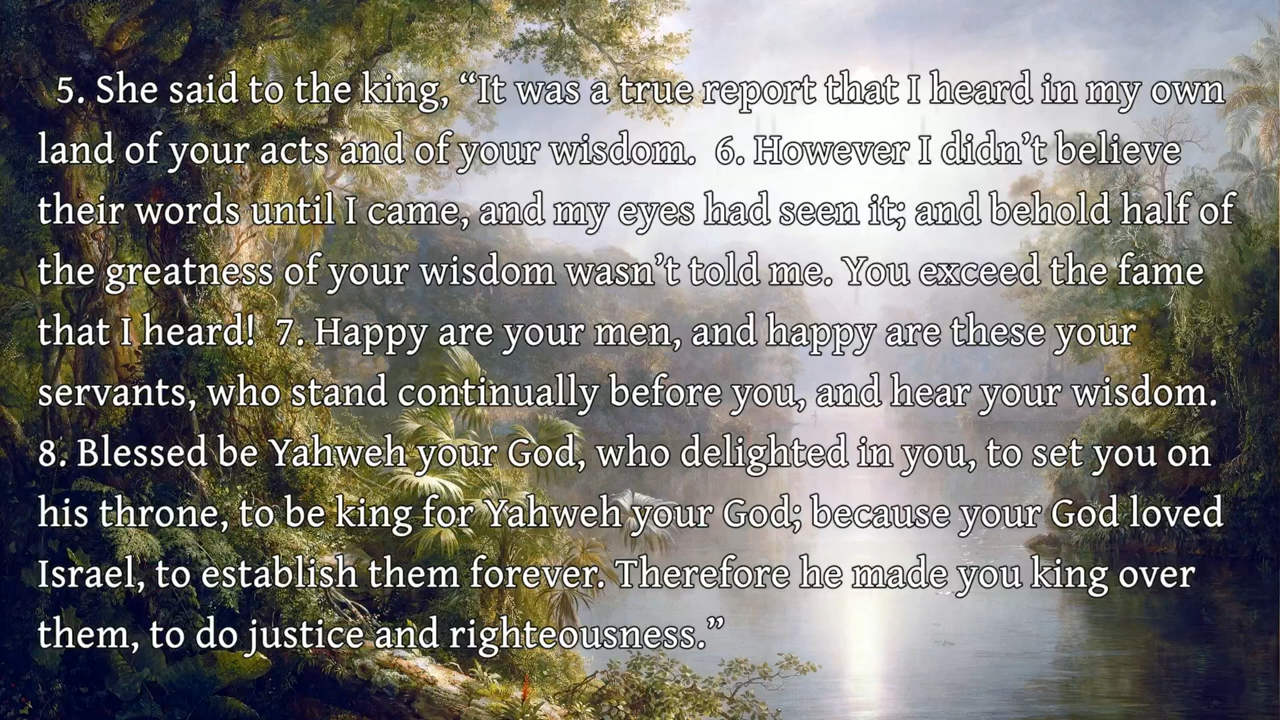 5. She said to the king, “It was a true report that I heard in my own
land of your acts and of your wisdom. 6. However I didn’t believe
their words until I came, and my eyes had seen it; and behold half of
the greatness of your wisdom wasn’t told me. You exceed the fame
that I heard! 7. Happy are your men, and happy are these your
servants, who stand continually before you, and hear your wisdom.
8. Blessed be Yahweh your God, who delighted in you, to set you on
his throne, to be king for Yahweh your God; because your God loved
Israel, to establish them forever. Therefore he made you king over
them, to do justice and righteousness.”